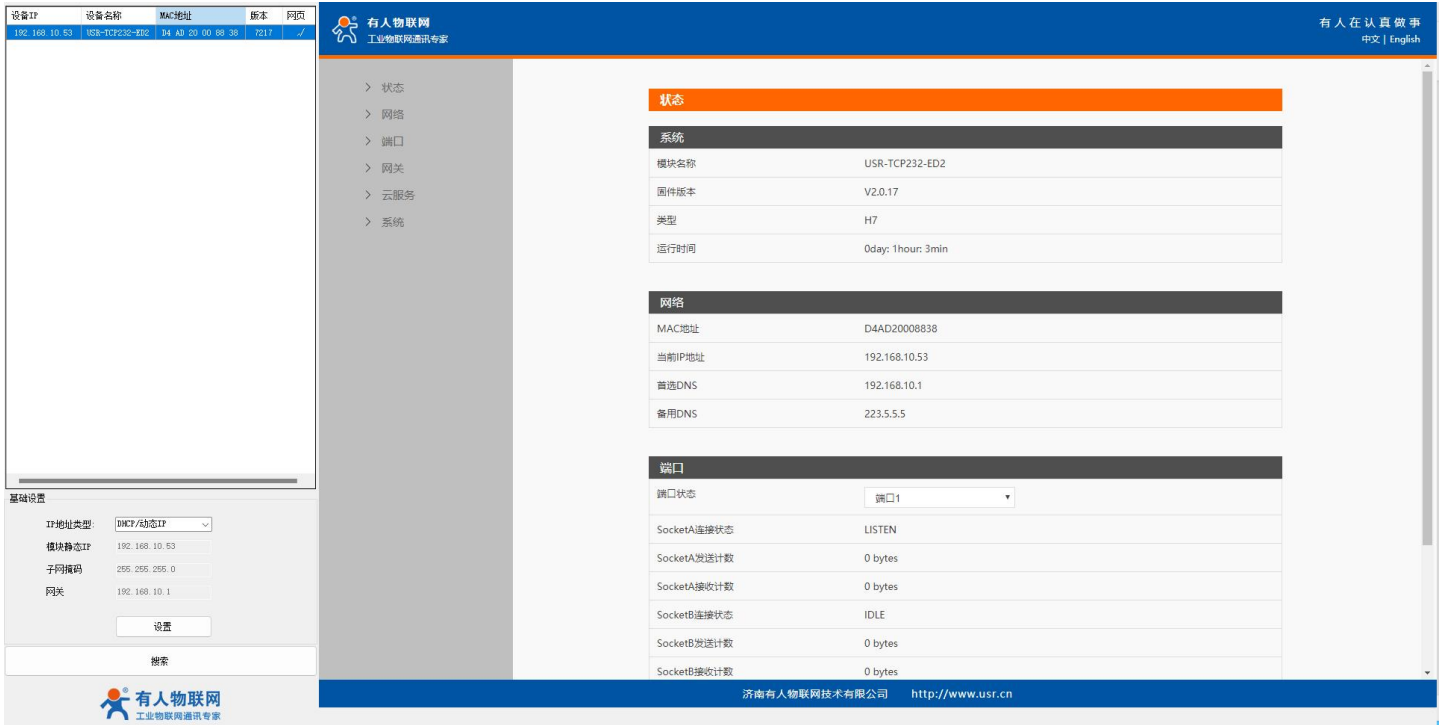 设备IP 设备名称 MAC地址 版本 网页
192.168.10.53 USR-TCP232-ED2 D4 AD 20 00 88 38 7217 √
基础设置
IP地址类型: DHCP/动态IP
模块静态IP 192.168.10.53
子网掩码 255.255.255.0
网关 192.168.10.1
设置
搜索
有人物联网
工业物联网通讯专家
有人物联网
工业物联网通讯专家
有人在认真做事
中文 | English
状态
网络
端口
网关
云服务
系统
状态
系统
模块名称 USR-TCP232-ED2
固件版本 V2.0.17
类型 H7
运行时间 0day: 1hour: 3min
网络
MAC地址 D4AD20008838
当前IP地址 192.168.10.53
首选DNS 192.168.10.1
备用DNS 223.5.5.5
端口
端口状态 端口1
SocketA连接状态 LISTEN
SocketA发送计数 0 bytes
SocketA接收计数 0 bytes
SocketB连接状态 IDLE
SocketB发送计数 0 bytes
SocketB接收计数 0 bytes
济南有人物联网技术有限公司 http://www.usr.cn